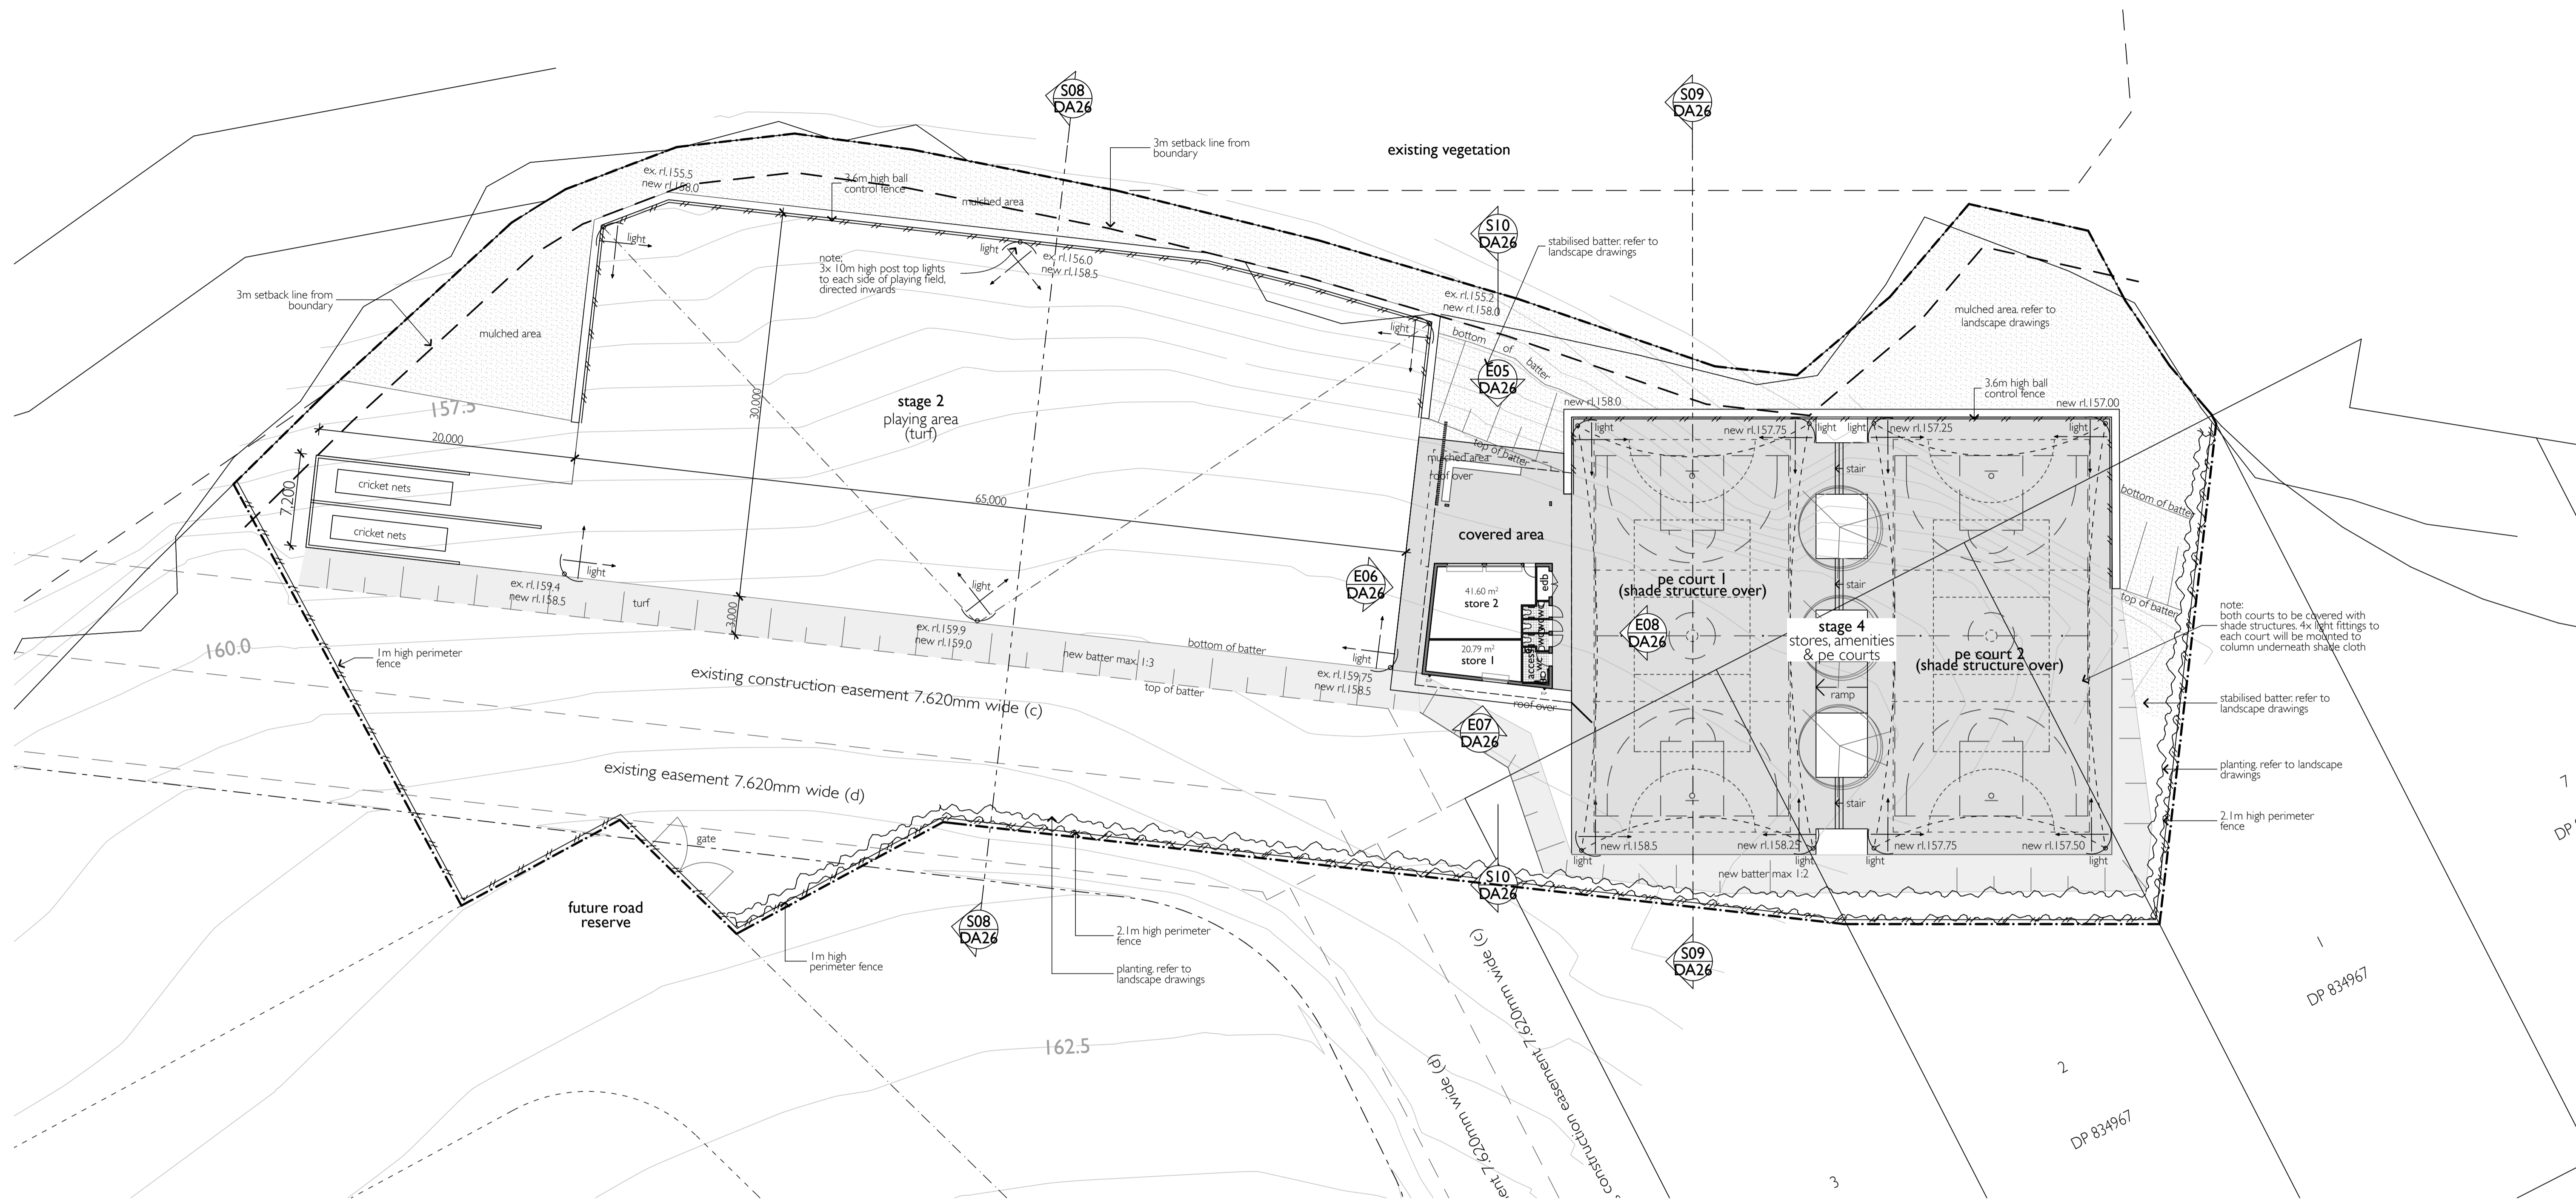 S08
DA26
S09
DA26
3m setback line from
boundary
existing vegetation
ex. rl.155.5
new rl.158.0
3.6m high ball
control fence
mulched area
S10
DA26
stabilised batter. refer to
landscape drawings
light
light
note;
3x 10m high post top lights
to each side of playing field,
directed inwards
ex. rl.156.0
new rl.158.5
3m setback line from
boundary
mulched area
ex. rl.155.2
new rl.158.0
light
bottom of batter
E05
DA26
mulched area. refer to
landscape drawings
3.6m high ball
control fence
157.5
30,000
stage 2
playing area
(turf)
new rl.158.0
new rl.157.00
20,000
light
new rl.157.75
light
light
new rl.157.25
light
top of batter
mulched area
roof over
stair
7,200
cricket nets
cricket nets
65,000
bottom of batter
covered area
light
light
E06
DA26
ex. rl.159.4
new rl.158.5
turf
3,000
41.60 m²
store 2
edb
pe court 1
(shade structure over)
stair
top of batter
note:
both courts to be covered with
shade structures. 4x light fittings to
each court will be mounted to
column underneath shade cloth
ex. rl.159.9
new rl.159.0
E08
DA26
stage 4
stores, amenities
& pe courts
pe court 2
(shade structure over)
160.0
1m high perimeter
fence
bottom of batter
new batter max. 1:3
light
20.79 m²
store 1
access
wc
ex. rl.159.75
new rl.158.5
existing construction easement 7.620mm wide (c)
top of batter
ramp
roof over
stabilised batter. refer to
landscape drawings
E07
DA26
existing easement 7.620mm wide (d)
planting. refer to landscape
drawings
stair
2.1m high perimeter
fence
gate
new rl.158.5
new rl.158.25
new rl.157.75
new rl.157.50
light
light
light
light
new batter max 1:2
S10
DA26
future road
reserve
S08
DA26
2.1m high perimeter
fence
1m high
perimeter fence
planting. refer to
landscape drawings
S09
DA26
162.5
construction easement 7.620mm wide (c)
ent 7.620mm wide (d)
7
DP
1
DP 834967
2
DP 834967
3